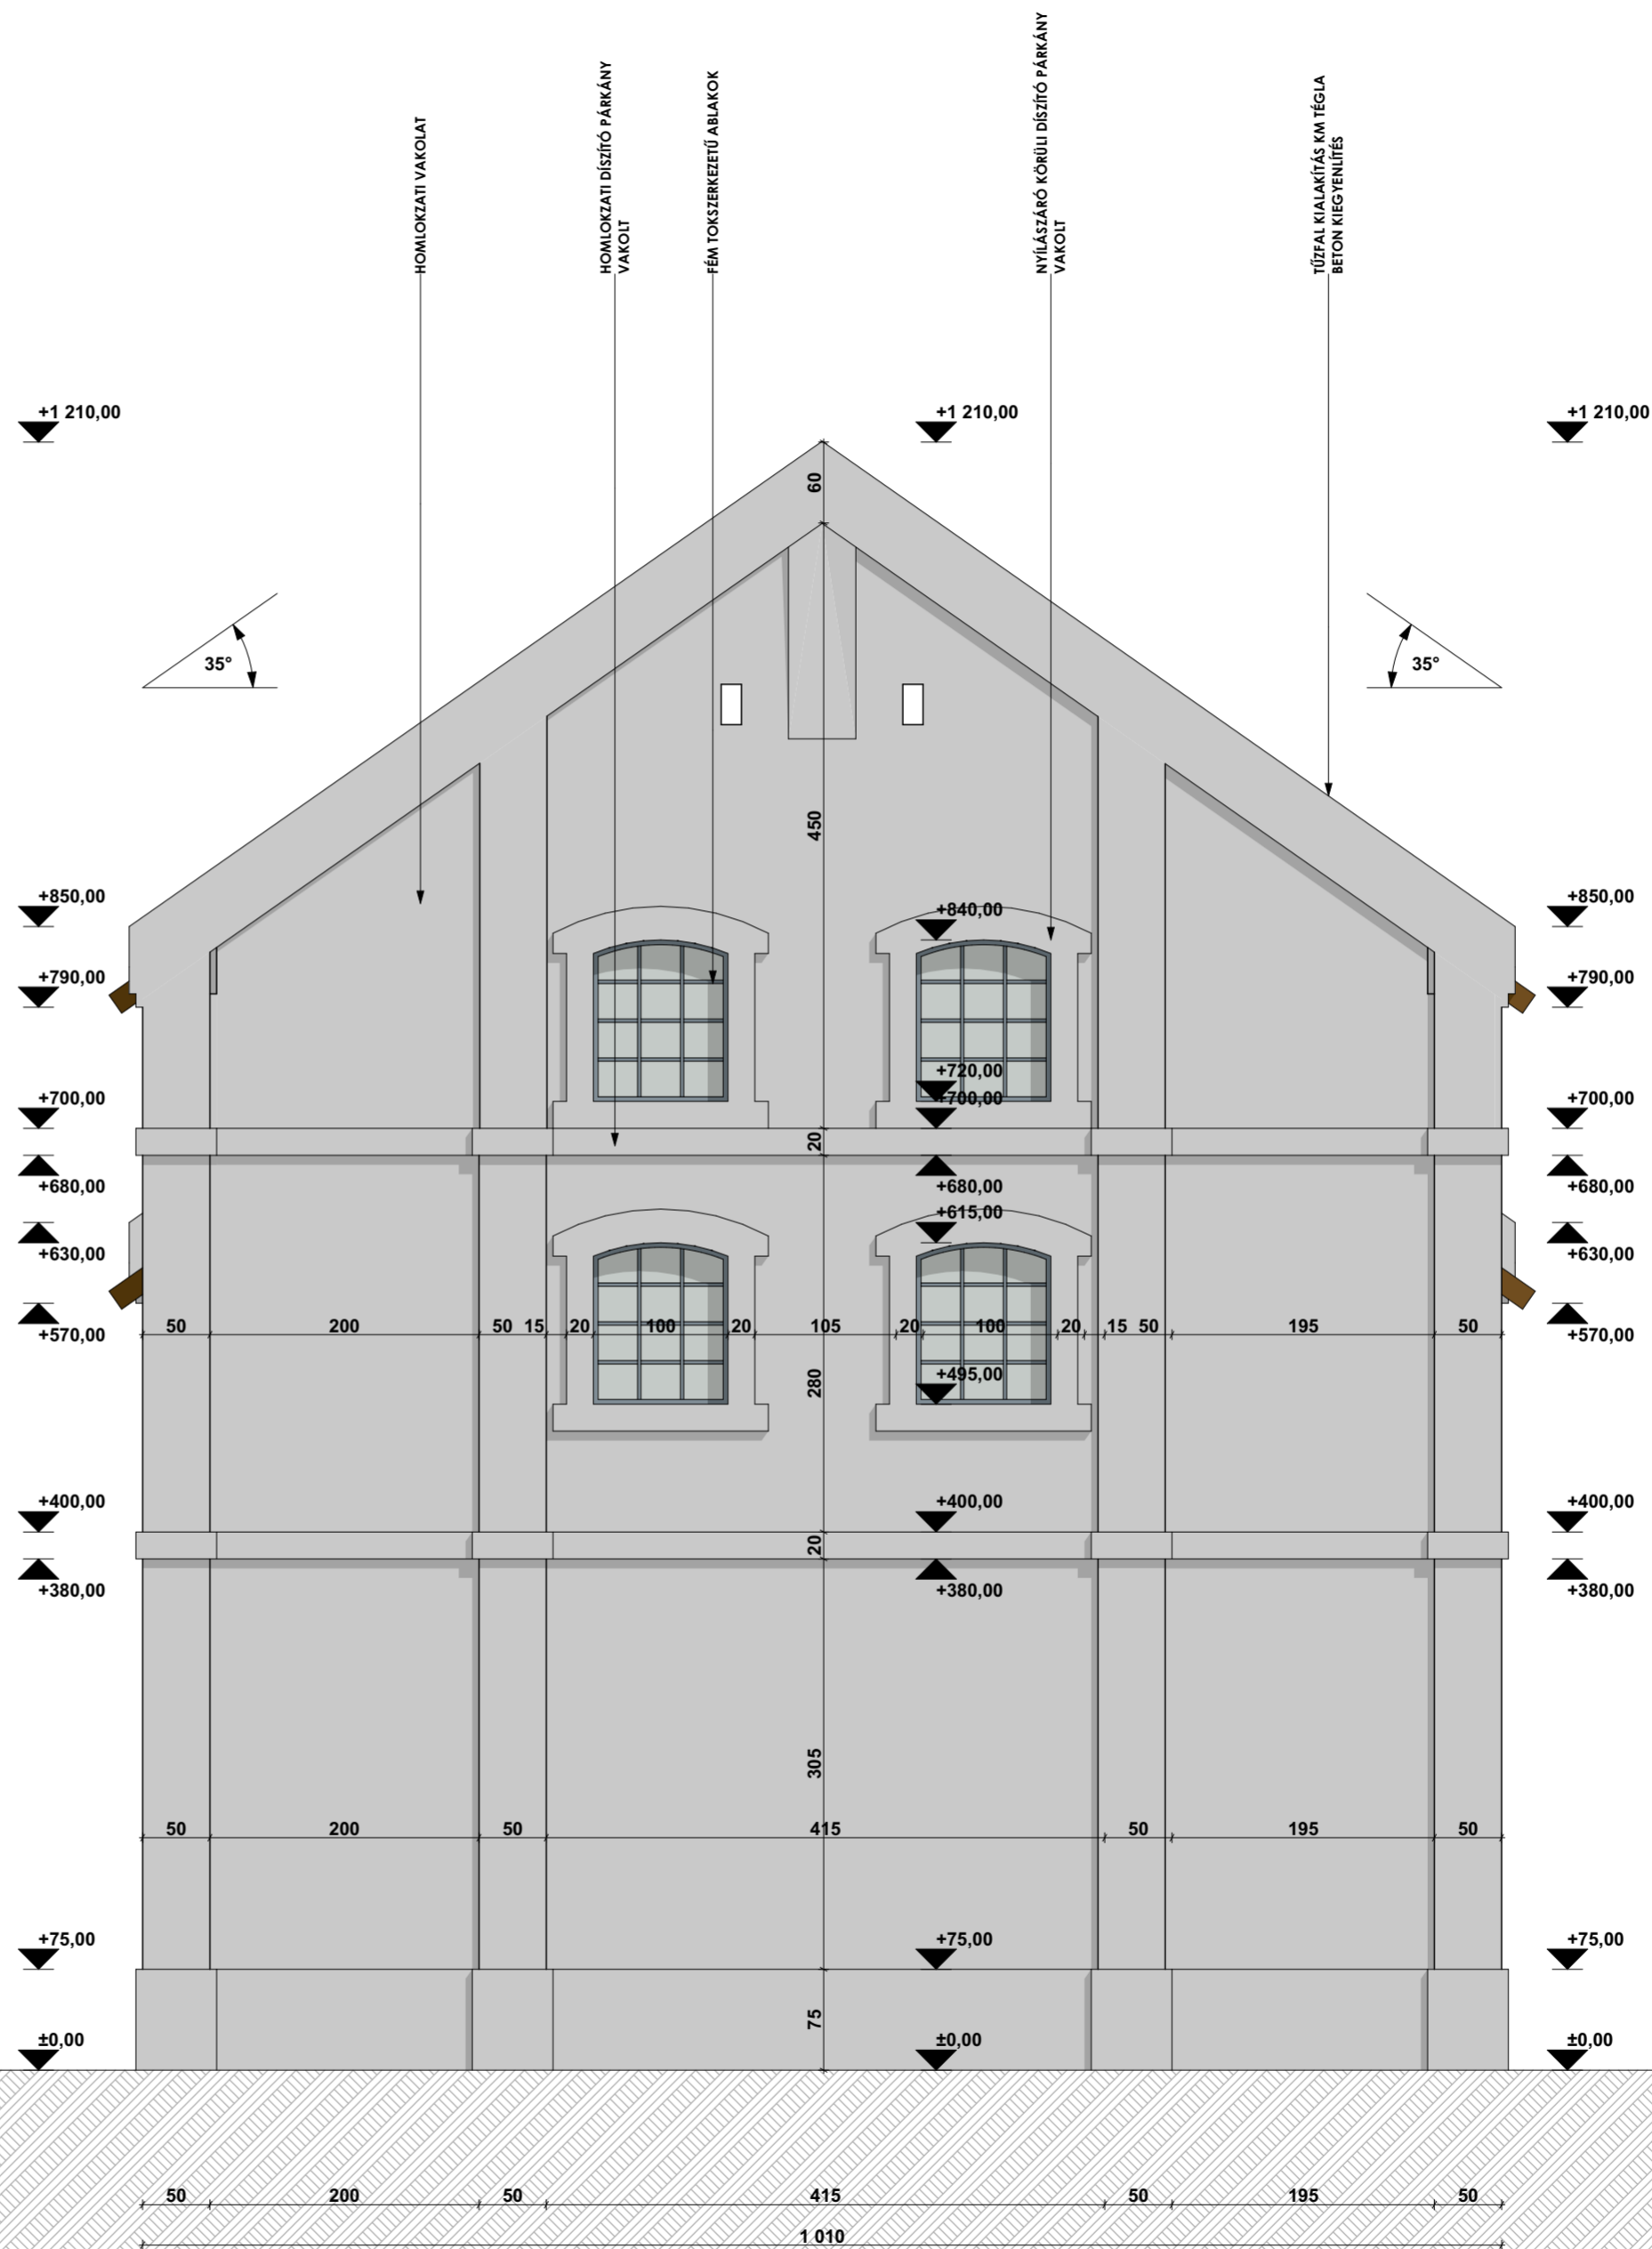 HOMLOKZATI VAKOLAT
HOMLOKZATI DÍSZÍTŐ PÁRKÁNY
VAKOLT
FÉM TOKSZERKEZETŰ ABLAKOK
NYÍLÁSZÁRÓ KÖRÜLI DÍSZÍTŐ PÁRKÁNY
VAKOLT
TŰZFAL KIALAKÍTÁS KM TÉGLA
BETON KIEGYENLÍTÉS
+1 210,00 +1 210,00 +1 210,00
60
35° 35°
450
+850,00 +850,00
+840,00
+790,00 +790,00
+720,00
+700,00 +700,00 +700,00
20
+680,00 +680,00 +680,00
+615,00
+630,00 +630,00
50 200 50 15 20 100 20 105 20 100 20 15 50 195 50
+570,00 +570,00
+495,00
280
+400,00 +400,00 +400,00
20
+380,00 +380,00 +380,00
305
50 200 50 415 50 195 50
+75,00 +75,00 +75,00
75
±0,00 ±0,00 ±0,00
50 200 50 415 50 195 50
1 010